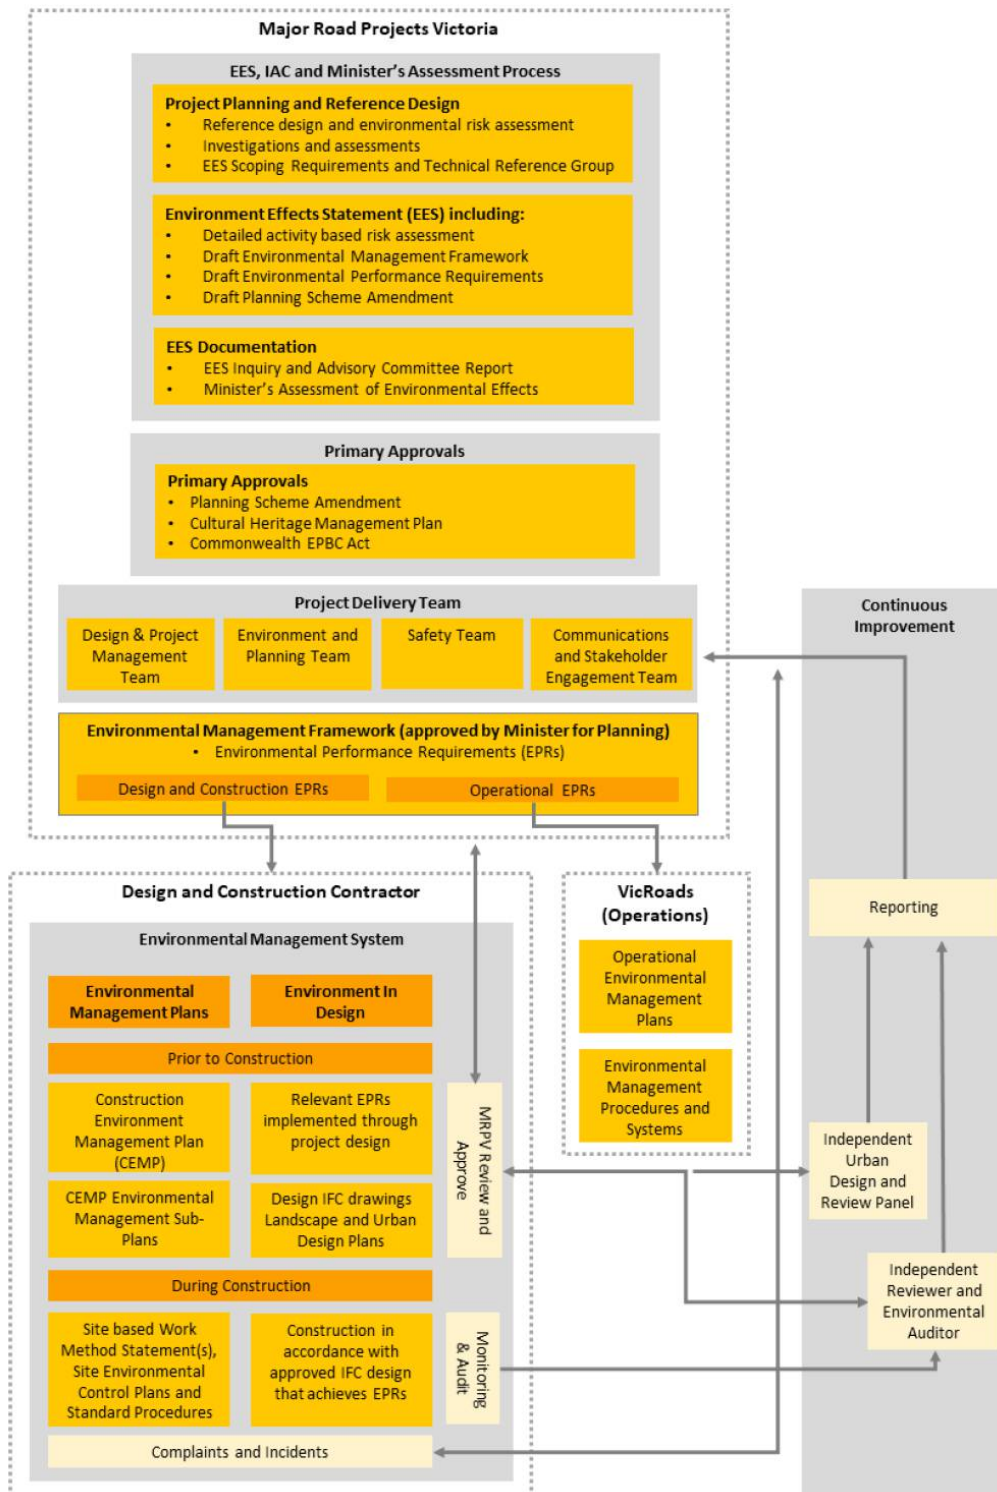 Major Road Projects Victoria
EES, IAC and Minister's Assessment Process
Project Planning and Reference Design
• Reference design and environmental risk assessment
• Investigations and assessments
• EES Scoping Requirements and Technical Reference Group
Environment Effects Statement (EES) including:
• Detailed activity based risk assessment
• Draft Environmental Management Framework
• Draft Environmental Performance Requirements
• Draft Planning Scheme Amendment
EES Documentation
• EES Inquiry and Advisory Committee Report
• Minister's Assessment of Environmental Effects
Primary Approvals
Primary Approvals
• Planning Scheme Amendment
• Cultural Heritage Management Plan
• Commonwealth EPBC Act
Project Delivery Team
Design & Project
Management
Team
Environment and
Planning Team
Safety Team
Communications
and Stakeholder
Engagement Team
Environmental Management Framework (approved by Minister for Planning)
• Environmental Performance Requirements (EPRs)
Design and Construction EPRs
Operational EPRs
Design and Construction Contractor
Environmental Management System
Environmental
Management Plans
Environment In
Design
Prior to Construction
Construction
Environment
Management Plan
(CEMP)
Relevant EPRs
implemented through
project design
CEMP Environmental
Management Sub-
Plans
Design IFC drawings
Landscape and Urban
Design Plans
MRPV Review and
Approve
During Construction
Site based Work
Method Statement(s),
Site Environmental
Control Plans and
Standard Procedures
Construction in
accordance with
approved IFC design
that achieves EPRs
Monitoring
& Audit
Complaints and Incidents
VicRoads
(Operations)
Operational
Environmental
Management
Plans
Environmental
Management
Procedures and
Systems
Continuous
Improvement
Reporting
Independent
Urban
Design and
Review Panel
Independent
Reviewer and
Environmental
Auditor